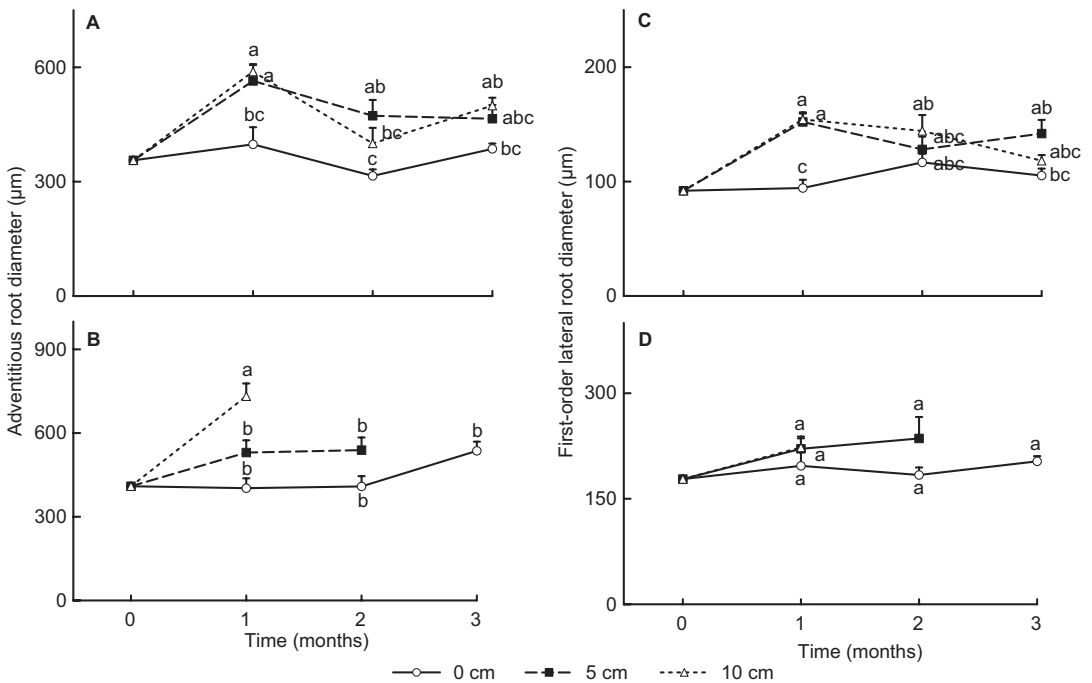 A
600
300
0
a
a
bc
ab
bc
c
ab
abc
bc
Adventitious root diameter (µm)
B
900
600
300
0
a
b
b
b
b
b
0 1 2 3
Time (months)
C
200
100
0
a
a
c
ab
abc
abc
ab
abc
bc
First-order lateral root diameter (µm)
D
300
150
0
a
a
a
a
a
a
0 1 2 3
Time (months)
0 cm 5 cm 10 cm